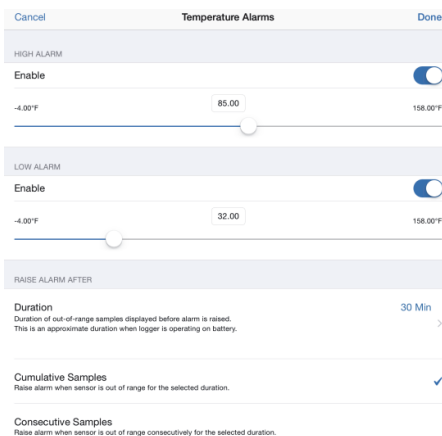 Cancel Temperature Alarms Done
HIGH ALARM
Enable
-4.00°F 85.00 158.00°F
LOW ALARM
Enable
-4.00°F 32.00 158.00°F
RAISE ALARM AFTER
Duration 30 Min
Duration of out-of-range samples displayed before alarm is raised.
This is an approximate duration when logger is operating on battery.
Cumulative Samples
Raise alarm when sensor is out of range for the selected duration.
Consecutive Samples
Raise alarm when sensor is out of range consecutively for the selected duration.